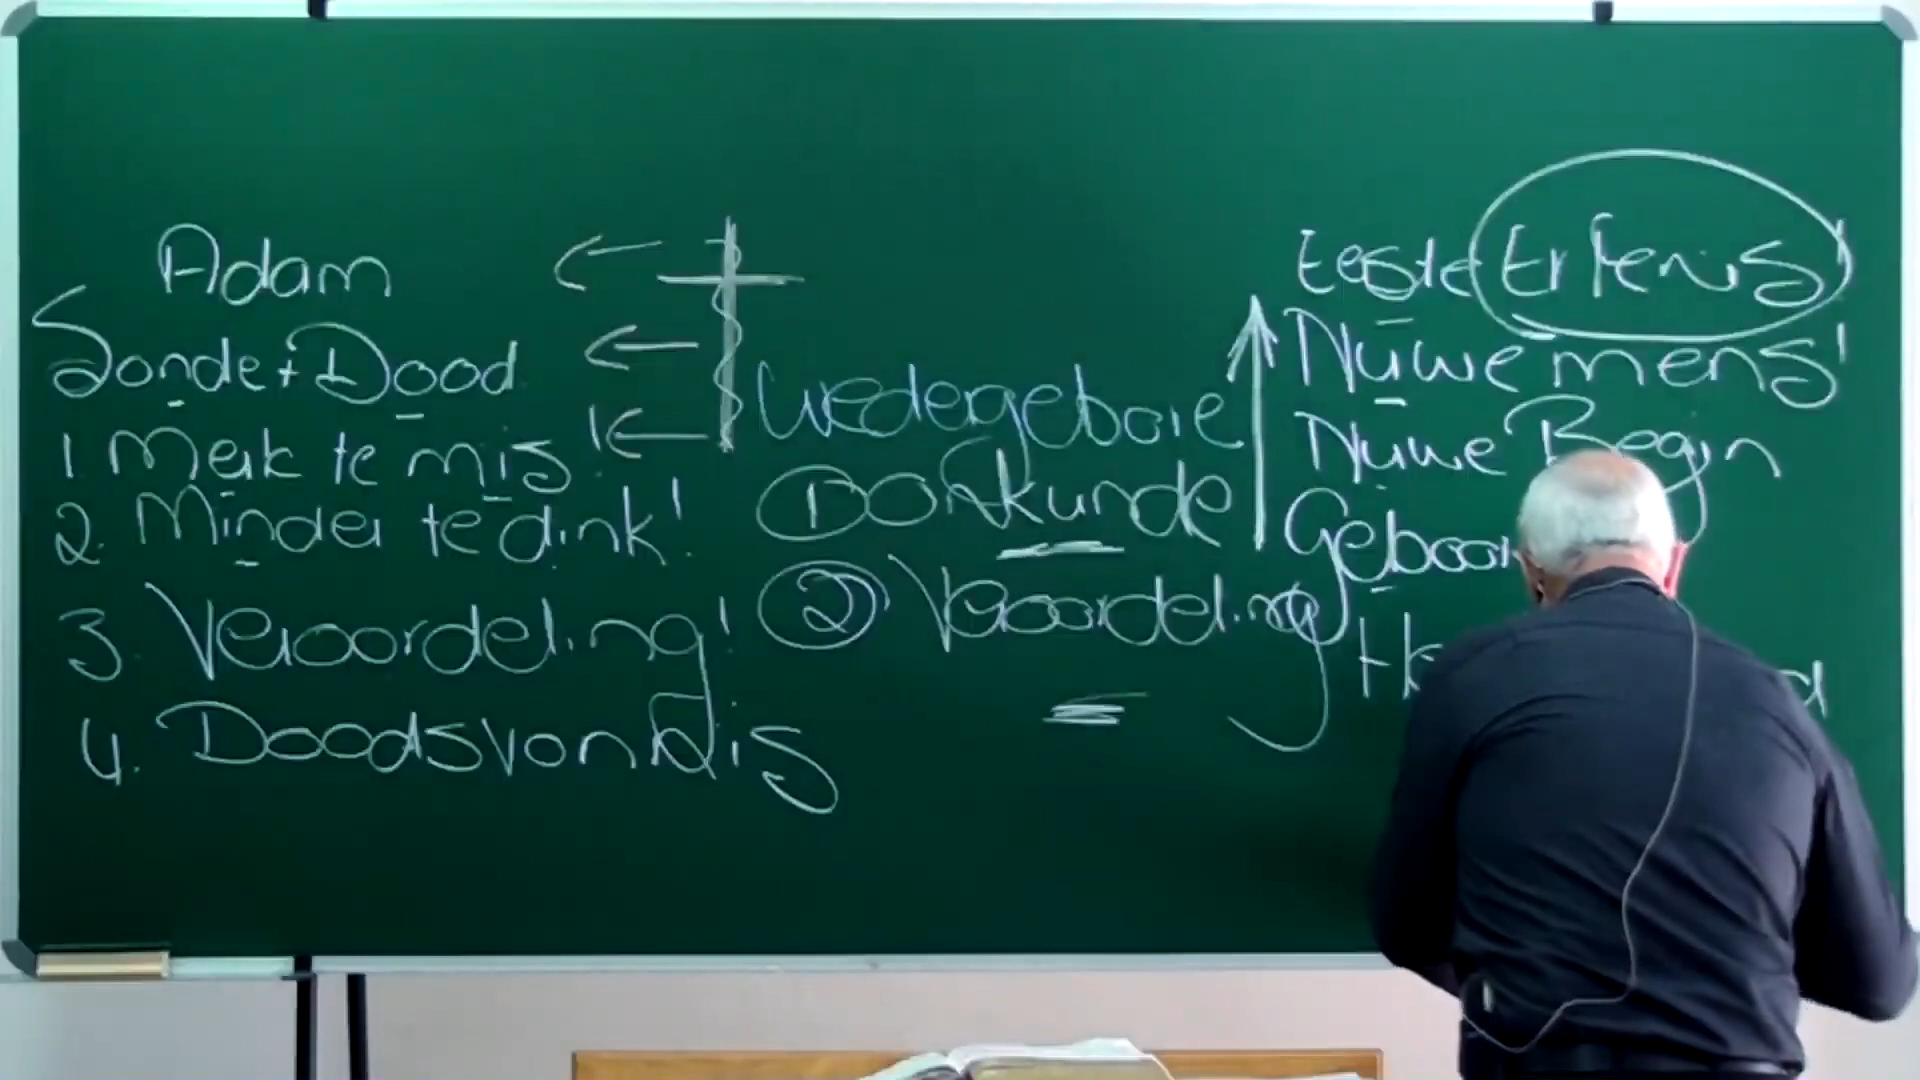 Adam
Sonde + Dood
1 Merk te mis!
2. Minder te dink!
3. Veroordeling!
4. Doodsvonnis
Wedergeboorte
1 Oorkunde
2 Veroordeling
Eerste Erfenis!
Nuwe mens!
Nuwe Begin